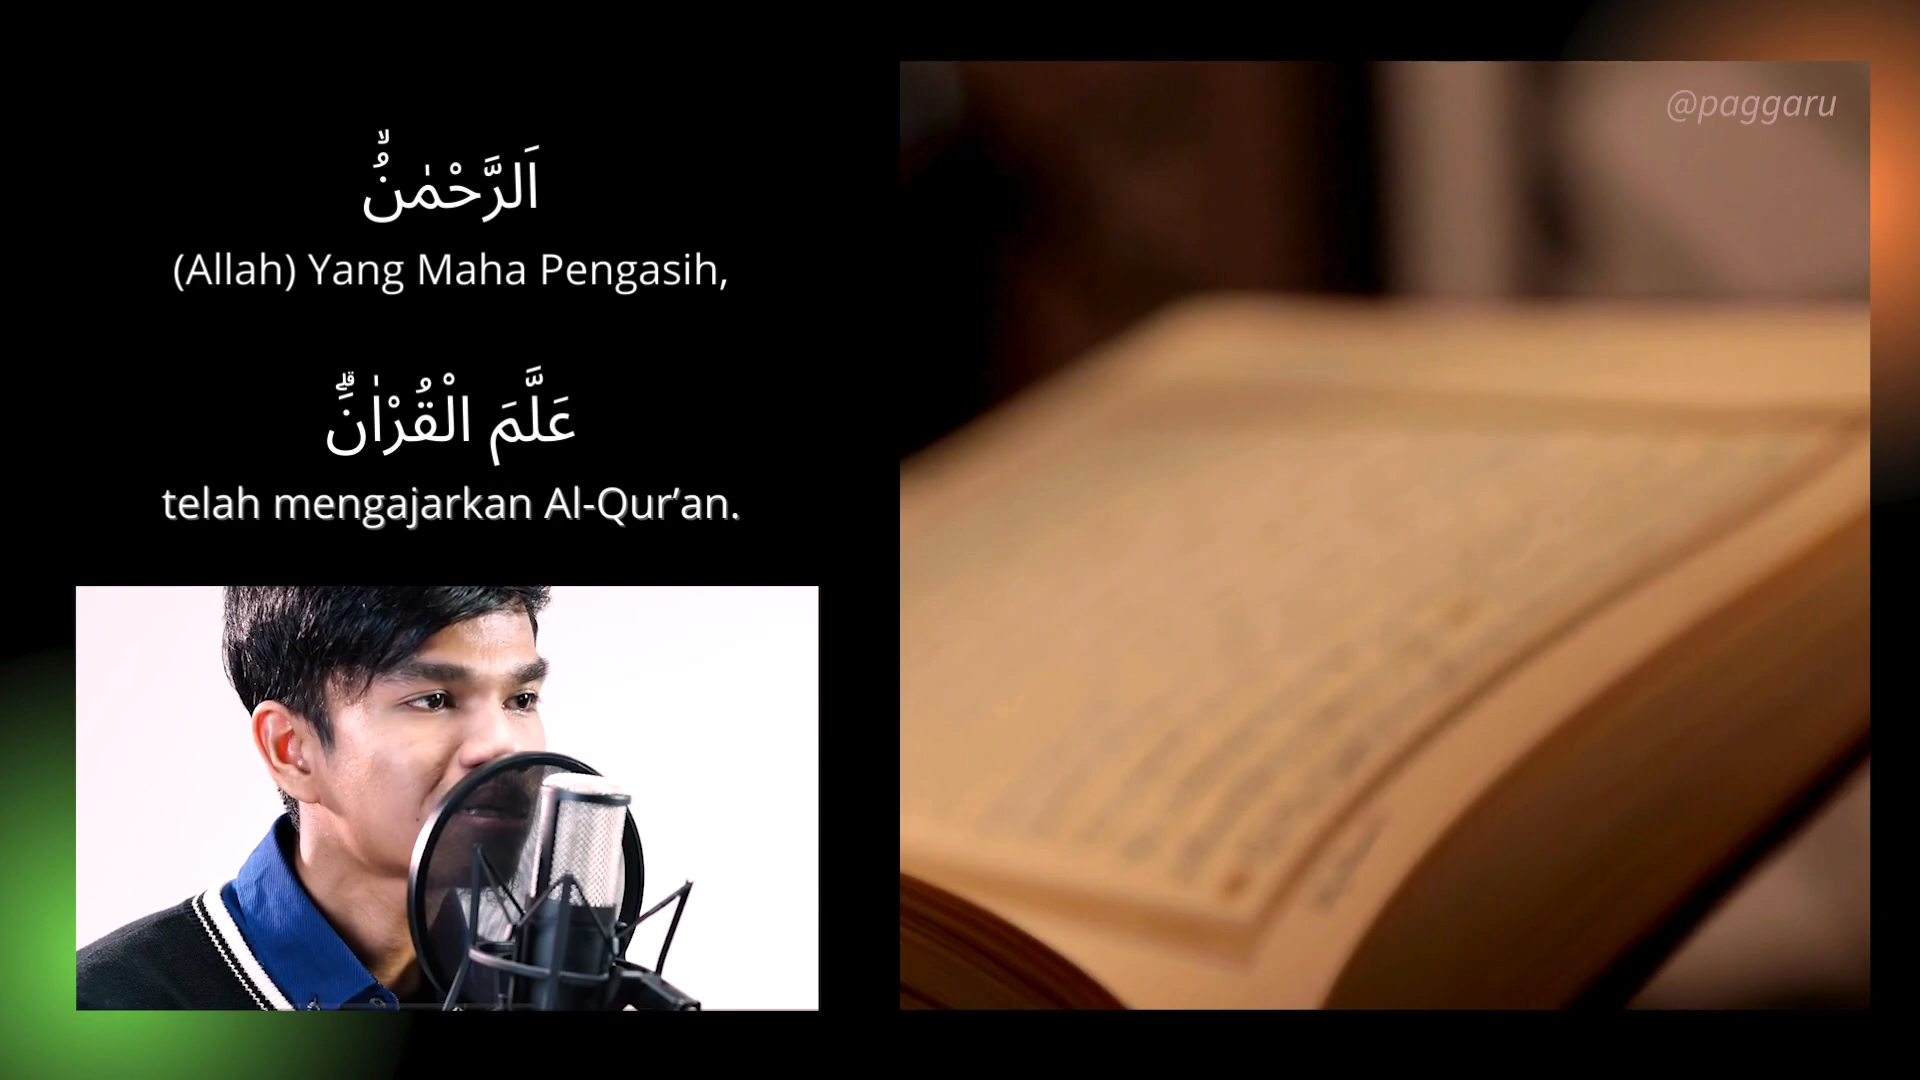 اَلرَّحْمٰنُۙ
(Allah) Yang Maha Pengasih,
عَلَّمَ الْقُرْاٰنَۗ
telah mengajarkan Al-Qur’an.
@paggaru